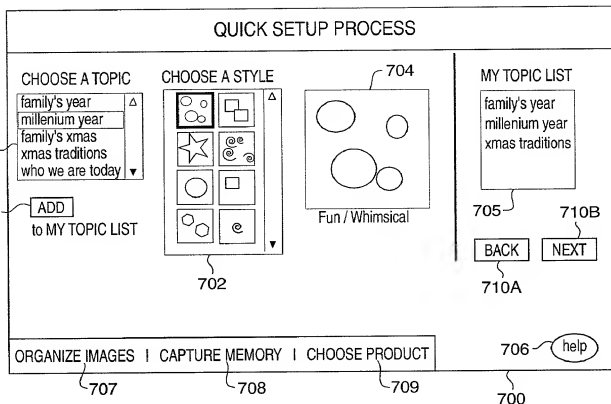 QUICK SETUP PROCESS
CHOOSE A TOPIC
family's year
millenium year
family's xmas
xmas traditions
who we are today
ADD
to MY TOPIC LIST
CHOOSE A STYLE
702
704
Fun / Whimsical
MY TOPIC LIST
family's year
millenium year
xmas traditions
705
710B
BACK NEXT
710A
ORGANIZE IMAGES | CAPTURE MEMORY | CHOOSE PRODUCT
707 708 709
706 help
700